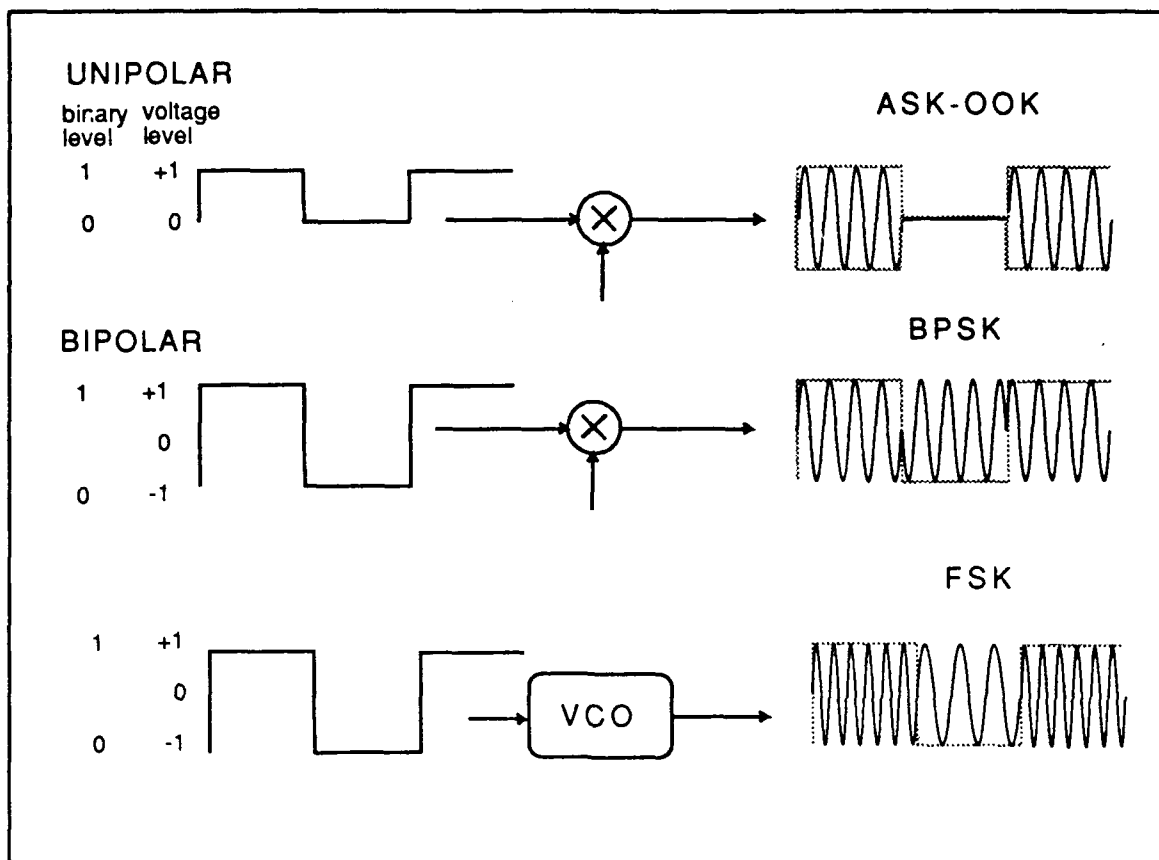 UNIPOLAR
binary voltage
level level
ASK-OOK
1 +1
0 0
BIPOLAR
BPSK
1 +1
0
0 -1
FSK
1 +1
0
VCO
0 -1